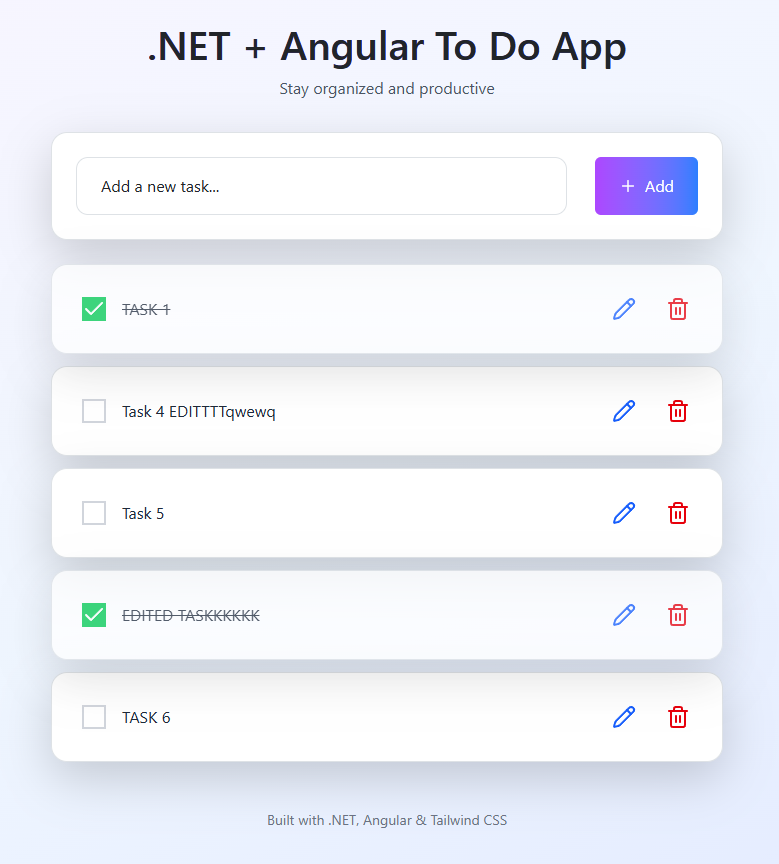 .NET + Angular To Do App
Stay organized and productive
Add a new task...
+ Add
TASK 1
Task 4 EDITTTTqwewq
Task 5
EDITED TASKKKKKK
TASK 6
Built with .NET, Angular & Tailwind CSS